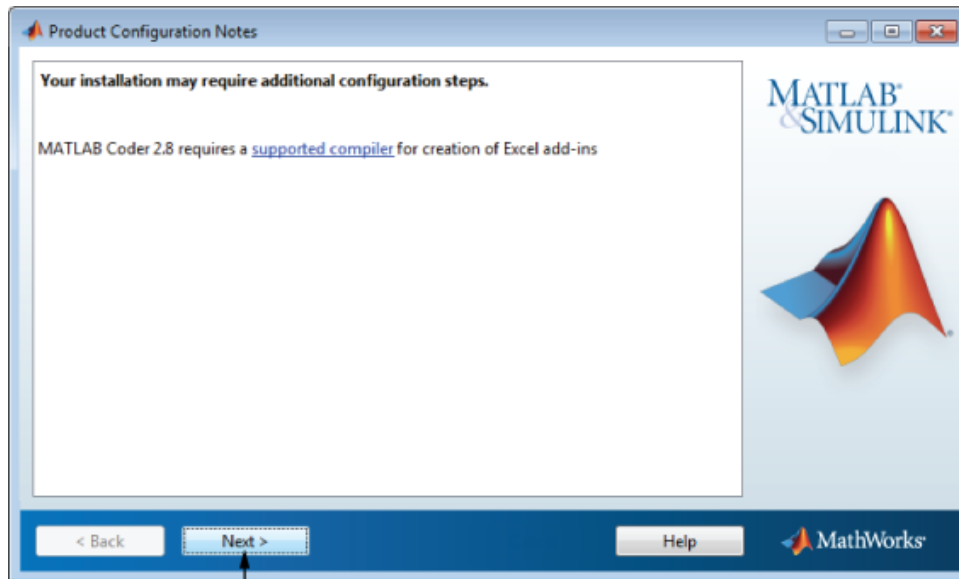 Product Configuration Notes
Your installation may require additional configuration steps.
MATLAB Coder 2.8 requires a supported compiler for creation of Excel add-ins
MATLAB®
&SIMULINK®
< Back
Next >
Help
MathWorks®